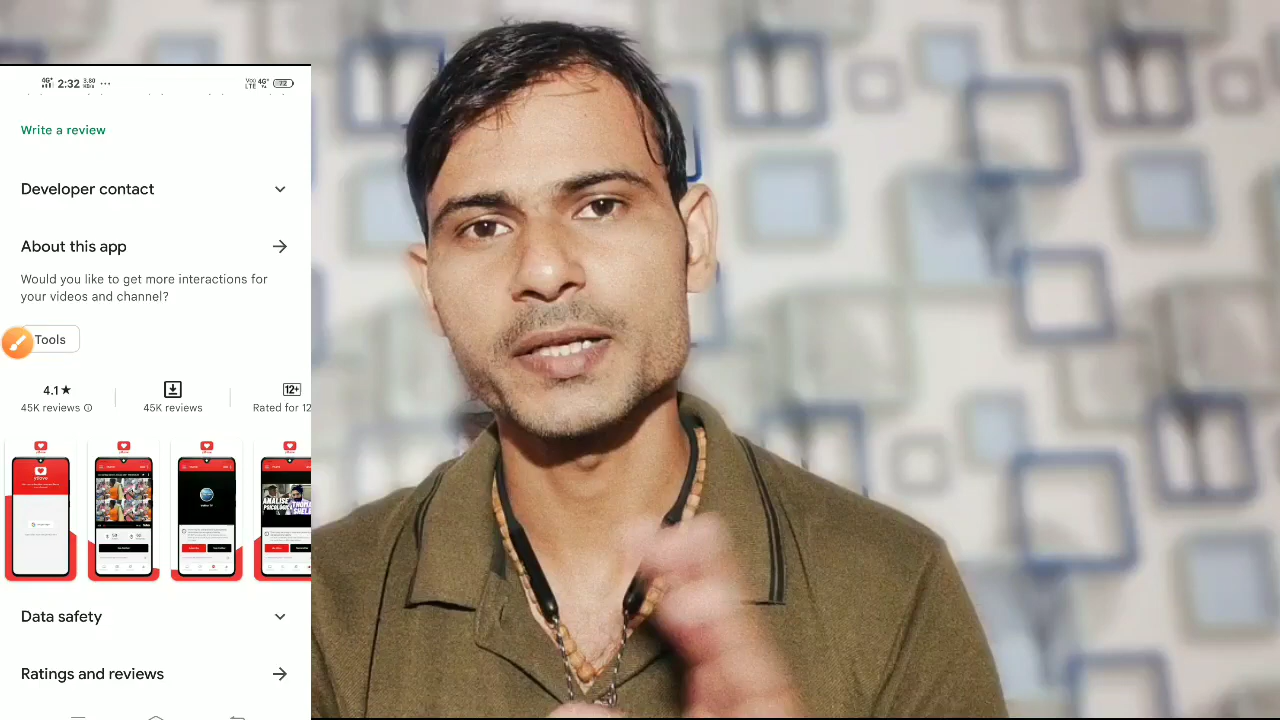 2:32
Write a review
Developer contact
About this app
Would you like to get more interactions for
your videos and channel?
Tools
4.1★
12+
45K reviews
45K reviews
Rated for 12
Data safety
Ratings and reviews